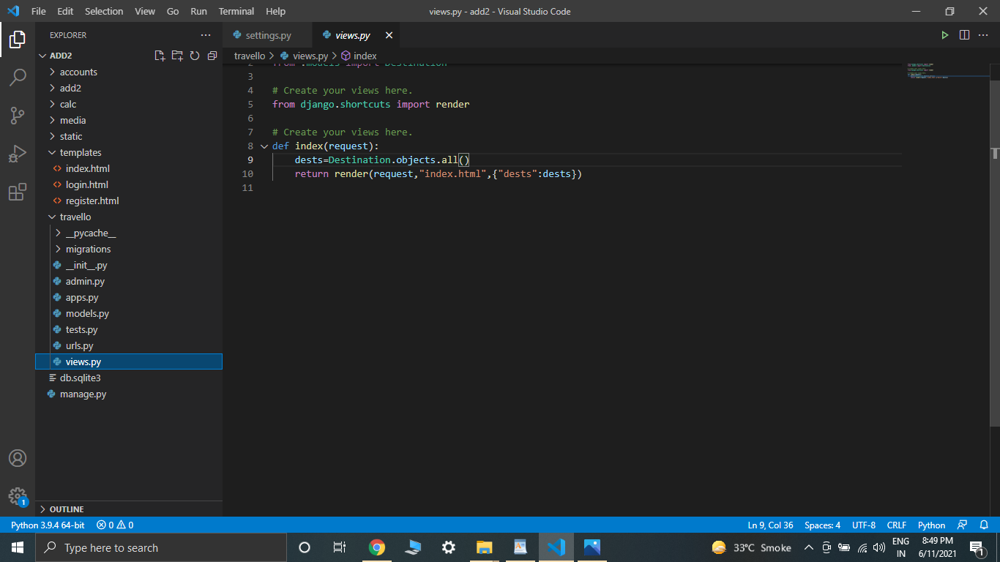 File Edit Selection View Go Run Terminal Help
views.py - add2 - Visual Studio Code
EXPLORER
ADD2
accounts
add2
calc
media
static
templates
index.html
login.html
register.html
travello
__pycache__
migrations
__init__.py
admin.py
apps.py
models.py
tests.py
urls.py
views.py
db.sqlite3
manage.py
OUTLINE
settings.py
views.py
travello > views.py > index
2 from .models import Destination
3
4 # Create your views here.
5 from django.shortcuts import render
6
7 # Create your views here.
8 def index(request):
9 dests=Destination.objects.all()
10 return render(request,"index.html",{"dests":dests})
11
1
Python 3.9.4 64-bit 0 0
Ln 9, Col 36 Spaces: 4 UTF-8 CRLF Python
Type here to search
33°C Smoke
ENG
IN
8:49 PM
6/11/2021
1